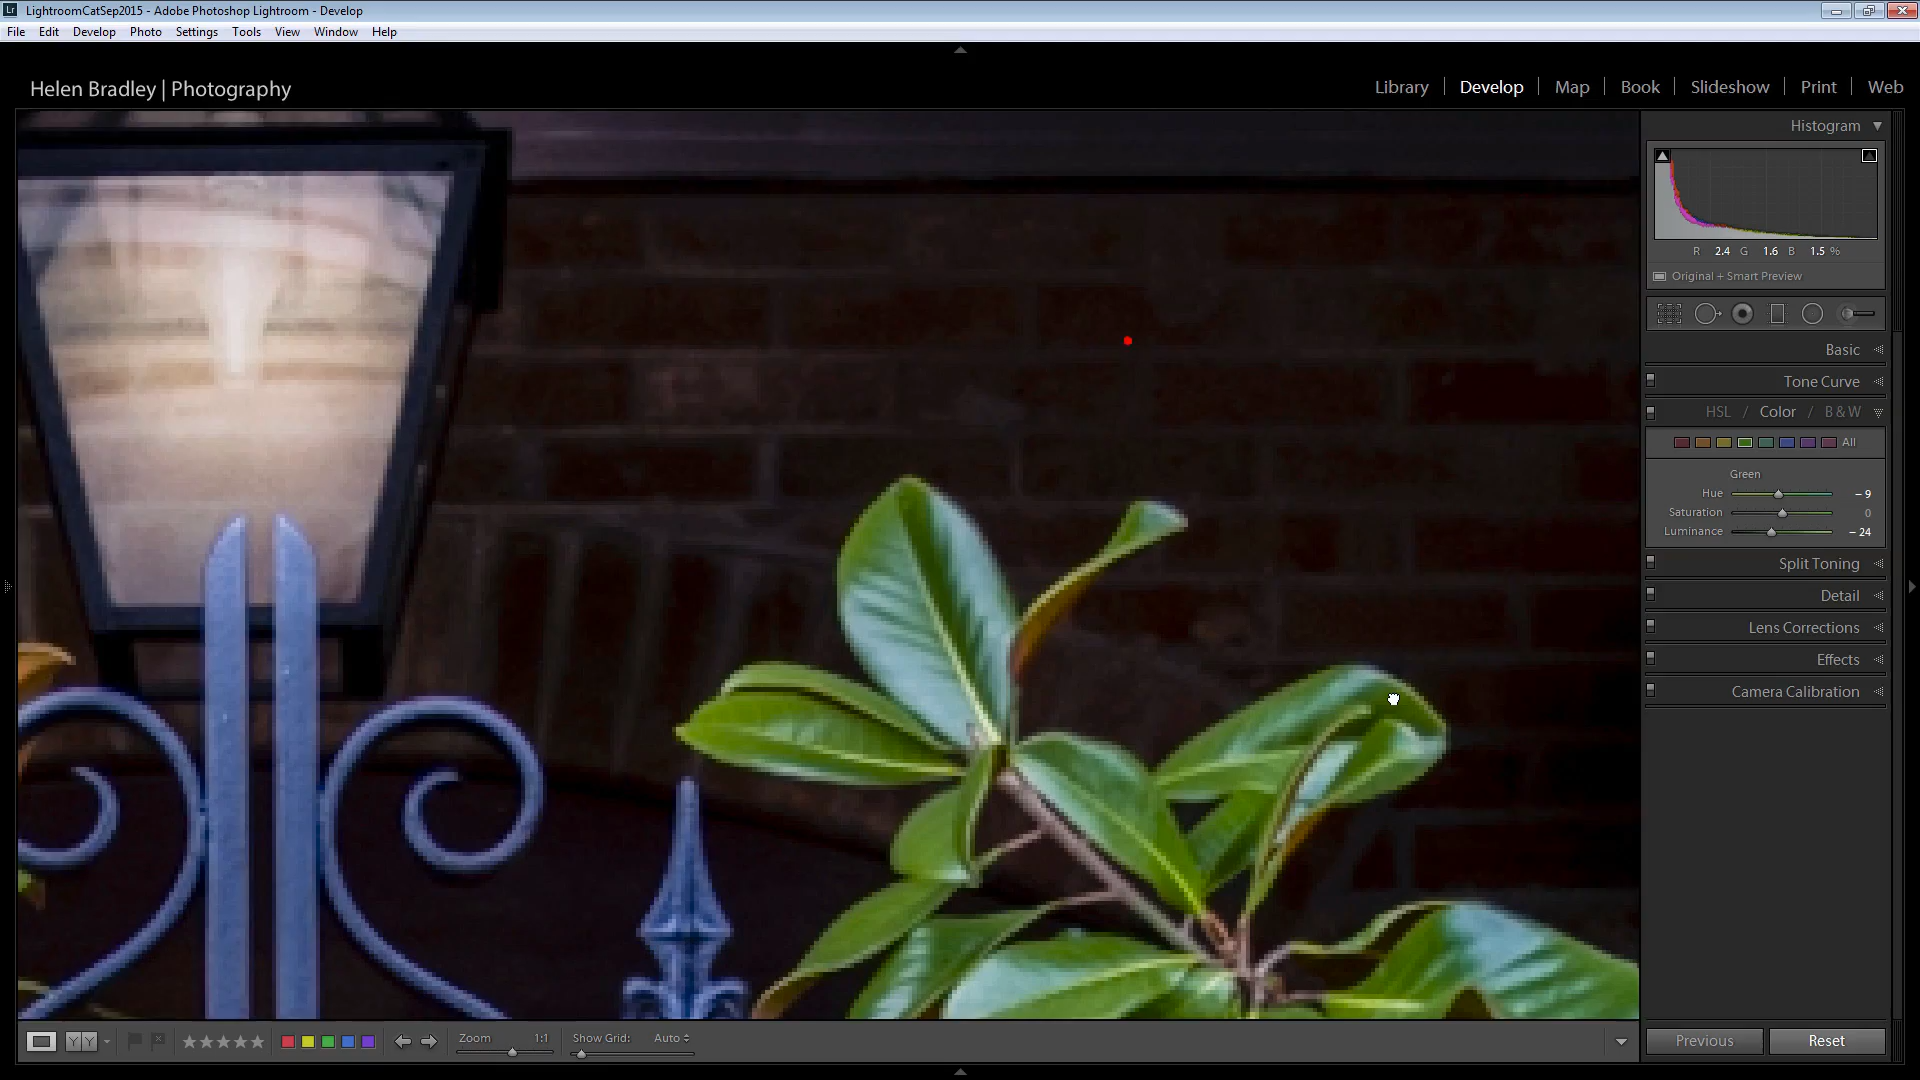 LightroomCatSep2015 - Adobe Photoshop Lightroom - Develop
File Edit Develop Photo Settings Tools View Window Help
Helen Bradley | Photography
Library Develop Map Book Slideshow Print Web
Histogram
R 2.4 G 1.6 B 1.5 %
Original + Smart Preview
Basic
Tone Curve
HSL / Color / B & W
All
Green
Hue - 9
Saturation 0
Luminance - 24
Split Toning
Detail
Lens Corrections
Effects
Camera Calibration
Zoom 1:1 Show Grid: Auto
Previous Reset